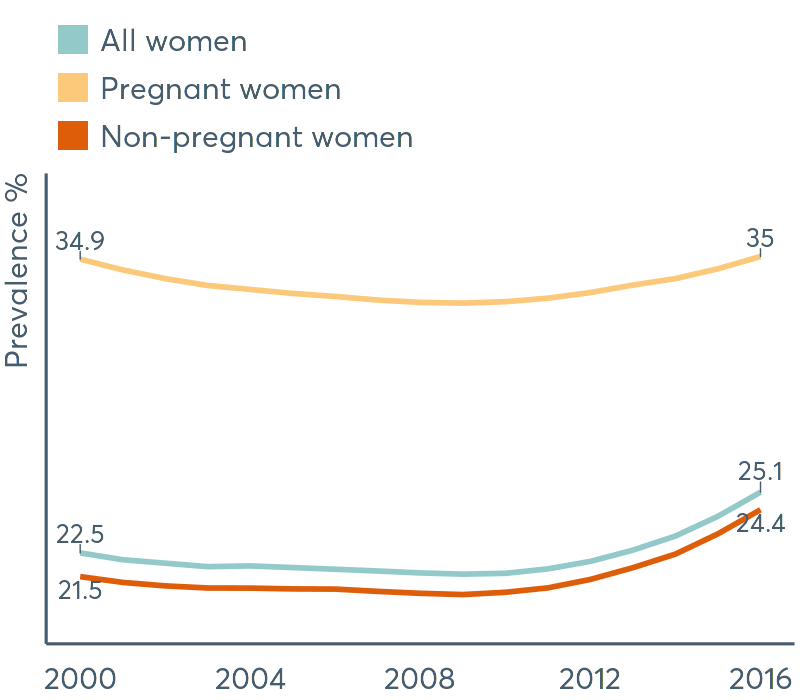 All women
Pregnant women
Non-pregnant women
Prevalence %
34.9
35
25.1
24.4
22.5
21.5
2000 2004 2008 2012 2016